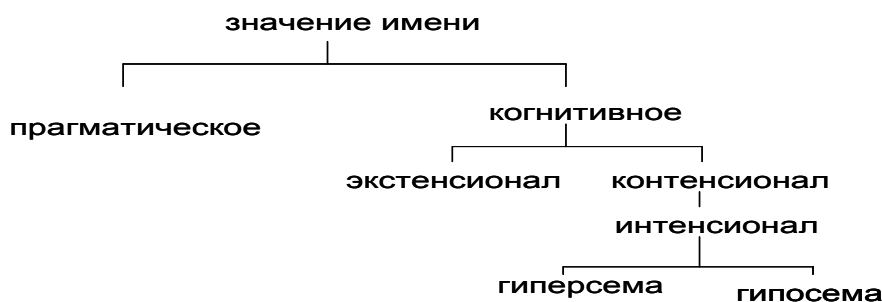 значение имени
прагматическое
когнитивное
экстенсионал
контенсионал
интенсионал
гиперсема
гипосема